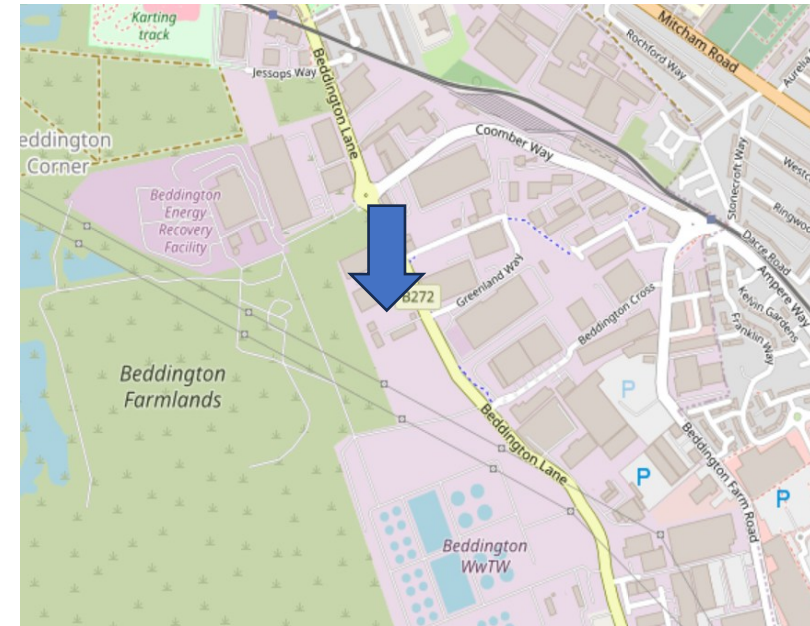 Karting
track
Mitcham Road
Rochford Way
Jessops Way
Beddington Lane
Coomber Way
eddington
Corner
Stonecroft Way
Beddington
Energy
Recovery
Facility
Dacre Road
Ampere Way
B272
Greenland Way
Beddington Cross
Kelvin Gardens
Franklin Way
Beddington
Farmlands
P
Beddington Lane
Beddington Farm Road
P
P
Beddington
WwTW